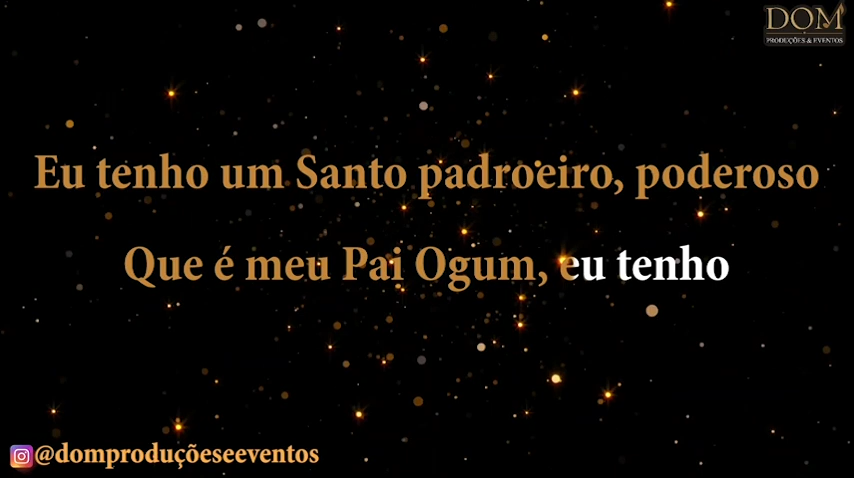 DOM
PRODUÇÕES & EVENTOS
Eu tenho um Santo padroeiro, poderoso
Que é meu Pai Ogum, eu tenho
@domproduçõeseeventos